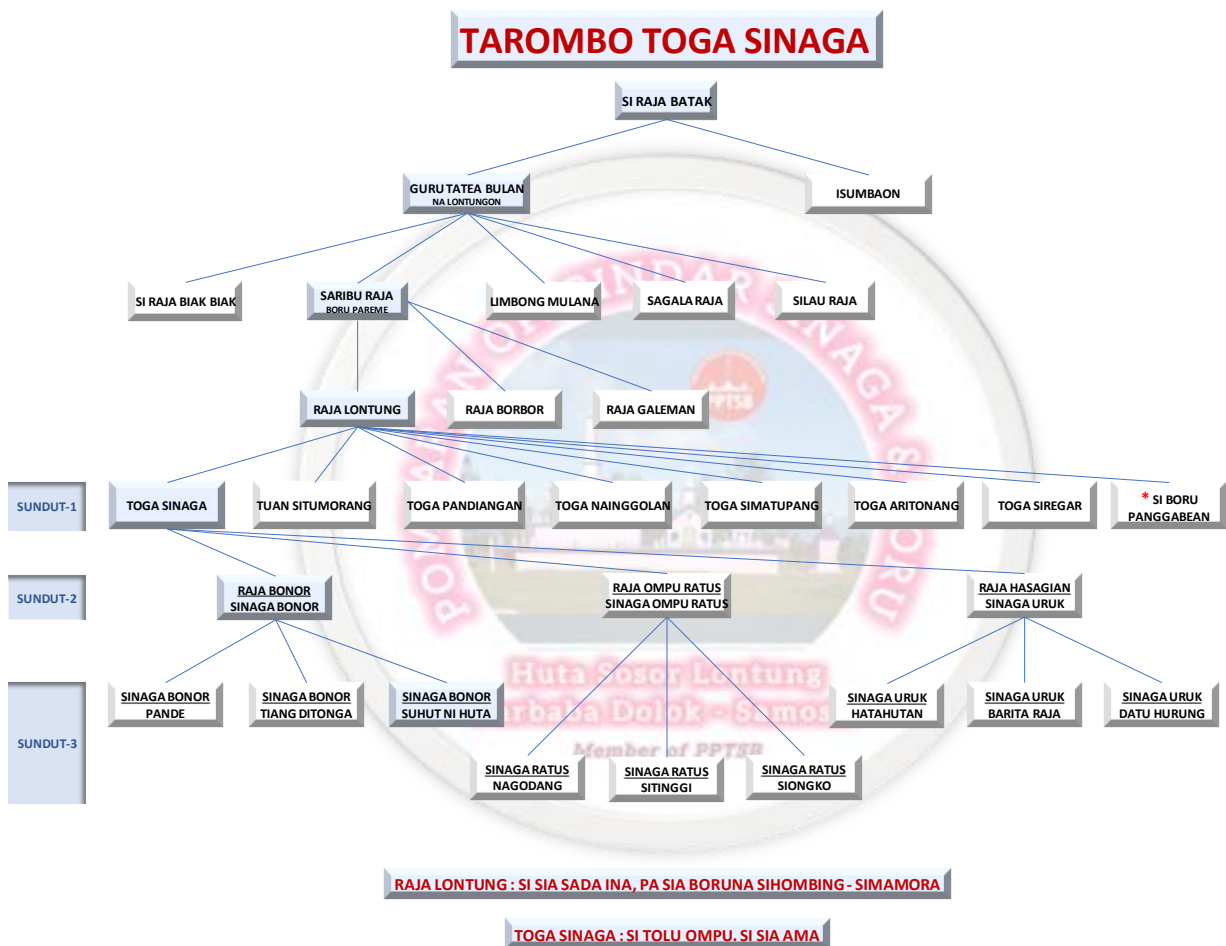 TAROMBO TOGA SINAGA
SI RAJA BATAK
GURU TATEA BULAN
NA LONTUNGON
ISUMBAON
SI RAJA BIAK BIAK
SARIBU RAJA
BORU PAREME
LIMBONG MULANA
SAGALA RAJA
SILAU RAJA
RAJA LONTUNG
RAJA BORBOR
RAJA GALEMAN
PPTSB
SUNDUT-1
TOGA SINAGA
TUAN SITUMORANG
TOGA PANDIANGAN
TOGA NAINGGOLAN
TOGA SIMATUPANG
TOGA ARITONANG
TOGA SIREGAR
* SI BORU
PANGGABEAN
SUNDUT-2
RAJA BONOR
SINAGA BONOR
RAJA OMPU RATUS
SINAGA OMPU RATUS
RAJA HASAGIAN
SINAGA URUK
SUNDUT-3
SINAGA BONOR
PANDE
SINAGA BONOR
TIANG DITONGA
SINAGA BONOR
SUHUT NI HUTA
SINAGA URUK
HATAHUTAN
SINAGA URUK
BARITA RAJA
SINAGA URUK
DATU HURUNG
SINAGA RATUS
NAGODANG
SINAGA RATUS
SITINGGI
SINAGA RATUS
SIONGKO
SINAGA & BORU
Huta Sosor Lontung
Dolok - 
Member of PPTSB
RAJA LONTUNG : SI SIA SADA INA, PA SIA BORUNA SIHOMBING - SIMAMORA
TOGA SINAGA : SI TOLU OMPU. SI SIA AMA